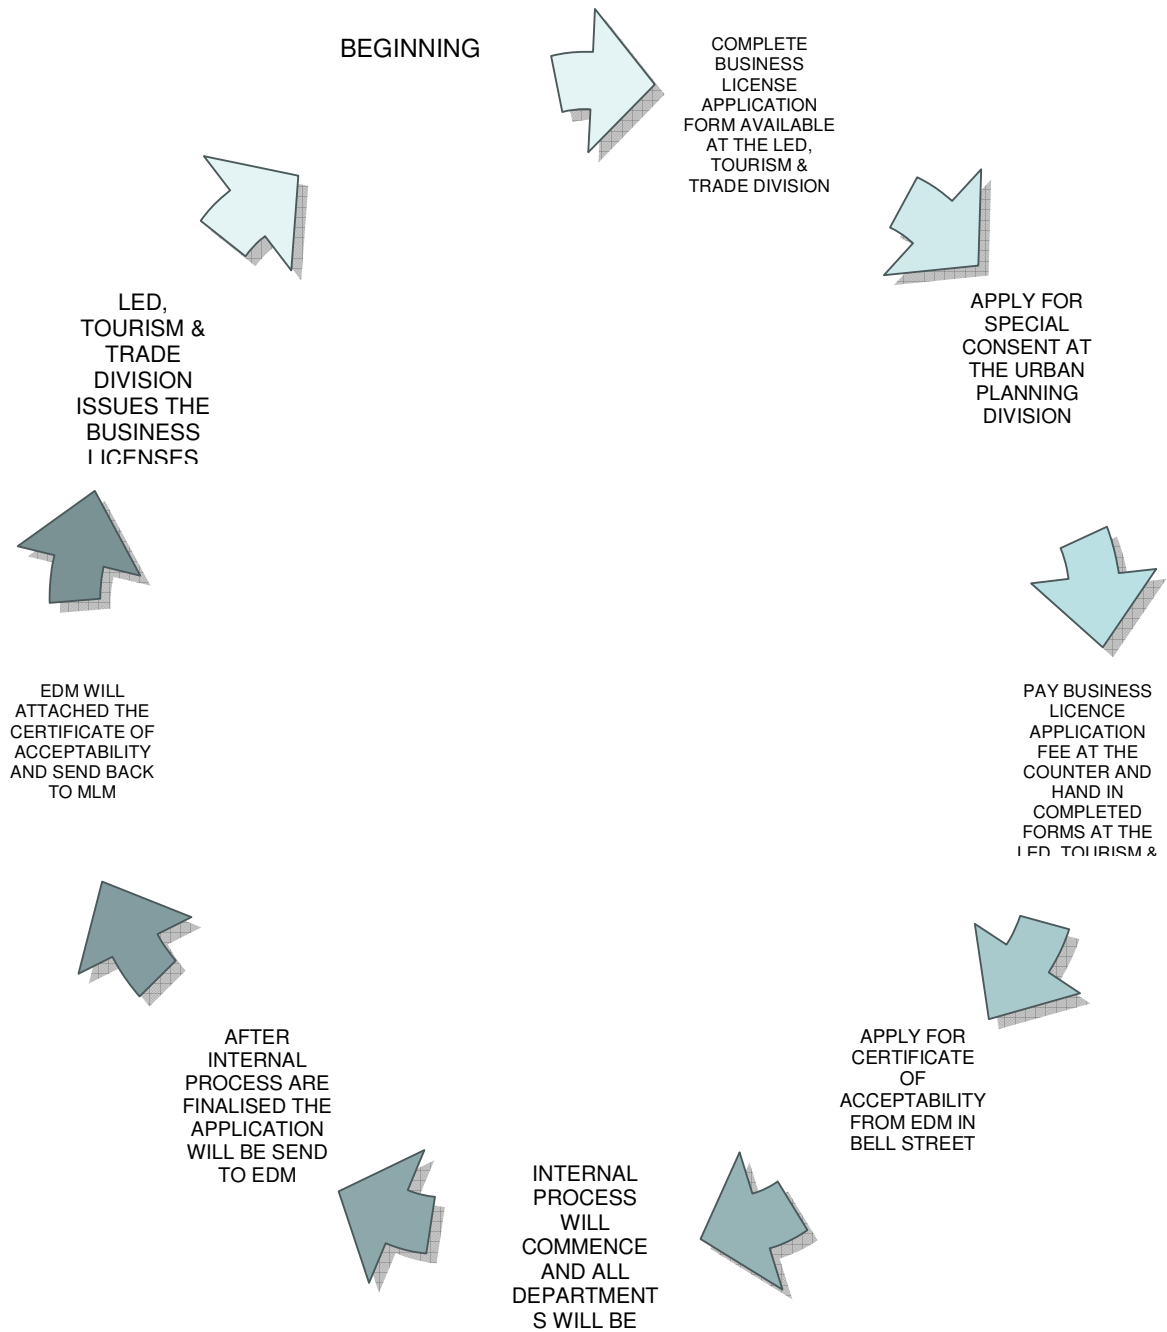 BEGINNING
COMPLETE
BUSINESS
LICENSE
APPLICATION
FORM AVAILABLE
AT THE LED,
TOURISM &
TRADE DIVISION
APPLY FOR
SPECIAL
CONSENT AT
THE URBAN
PLANNING
DIVISION
PAY BUSINESS
LICENCE
APPLICATION
FEE AT THE
COUNTER AND
HAND IN
COMPLETED
FORMS AT THE
LED, TOURISM &
APPLY FOR
CERTIFICATE
OF
ACCEPTABILITY
FROM EDM IN
BELL STREET
INTERNAL
PROCESS
WILL
COMMENCE
AND ALL
DEPARTMENT
S WILL BE
AFTER
INTERNAL
PROCESS ARE
FINALISED THE
APPLICATION
WILL BE SEND
TO EDM
EDM WILL
ATTACHED THE
CERTIFICATE OF
ACCEPTABILITY
AND SEND BACK
TO MLM
LED,
TOURISM &
TRADE
DIVISION
ISSUES THE
BUSINESS
LICENSES